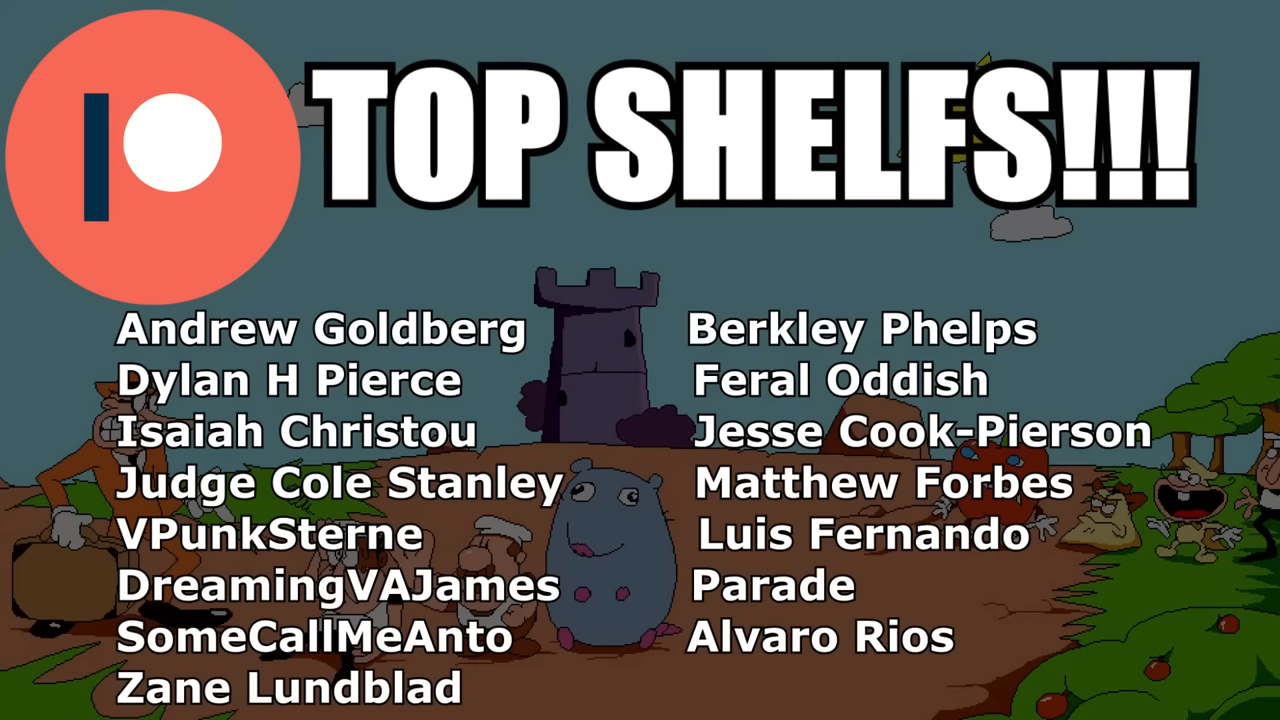 TOP SHELFS!!!
Andrew Goldberg
Dylan H Pierce
Isaiah Christou
Judge Cole Stanley
VPunkSterne
DreamingVAJames
SomeCallMeAnto
Zane Lundblad
Berkley Phelps
Feral Oddish
Jesse Cook-Pierson
Matthew Forbes
Luis Fernando
Parade
Alvaro Rios